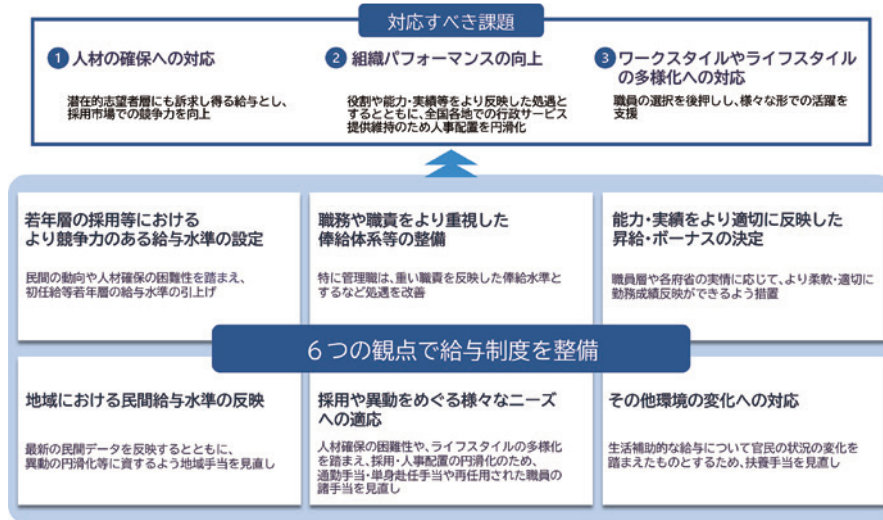 対応すべき課題
1 人材の確保への対応
潜在的志望者層にも訴求し得る給与とし、
採用市場での競争力を向上
2 組織パフォーマンスの向上
役割や能力・実績等をより反映した処遇と
するとともに、全国各地での行政サービス
提供維持のため人事配置を円滑化
3 ワークスタイルやライフスタイル
の多様化への対応
職員の選択を後押しし、様々な形での活躍を
支援
若年層の採用等における
より競争力のある給与水準の設定
民間の動向や人材確保の困難性を踏まえ、
初任給等若年層の給与水準の引上げ
職務や職責をより重視した
俸給体系等の整備
特に管理職は、重い職責を反映した俸給水準と
するなど処遇を改善
能力・実績をより適切に反映した
昇給・ボーナスの決定
職員層や各府省の実情に応じて、より柔軟・適切に
勤務成績反映ができるよう措置
6つの観点で給与制度を整備
地域における民間給与水準の反映
最新の民間データを反映するとともに、
異動の円滑化等に資するよう地域手当を見直し
採用や異動をめぐる様々なニーズ
への適応
人材確保の困難性や、ライフスタイルの多様化
を踏まえ、採用・人事配置の円滑化のため、
通勤手当・単身赴任手当や再任用された職員の
諸手当を見直し
その他環境の変化への対応
生活補助的な給与について官民の状況の変化を
踏まえたものとするため、扶養手当を見直し